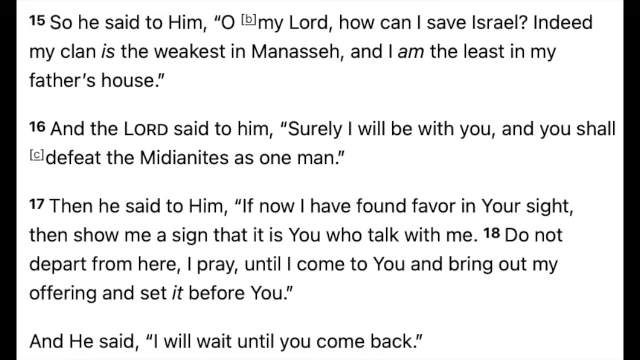 15 So he said to Him, “O [b]my Lord, how can I save Israel? Indeed
my clan is the weakest in Manasseh, and I am the least in my
father’s house.”
16 And the LORD said to him, “Surely I will be with you, and you shall
[c]defeat the Midianites as one man.”
17 Then he said to Him, “If now I have found favor in Your sight,
then show me a sign that it is You who talk with me. 18 Do not
depart from here, I pray, until I come to You and bring out my
offering and set it before You.”
And He said, “I will wait until you come back.”